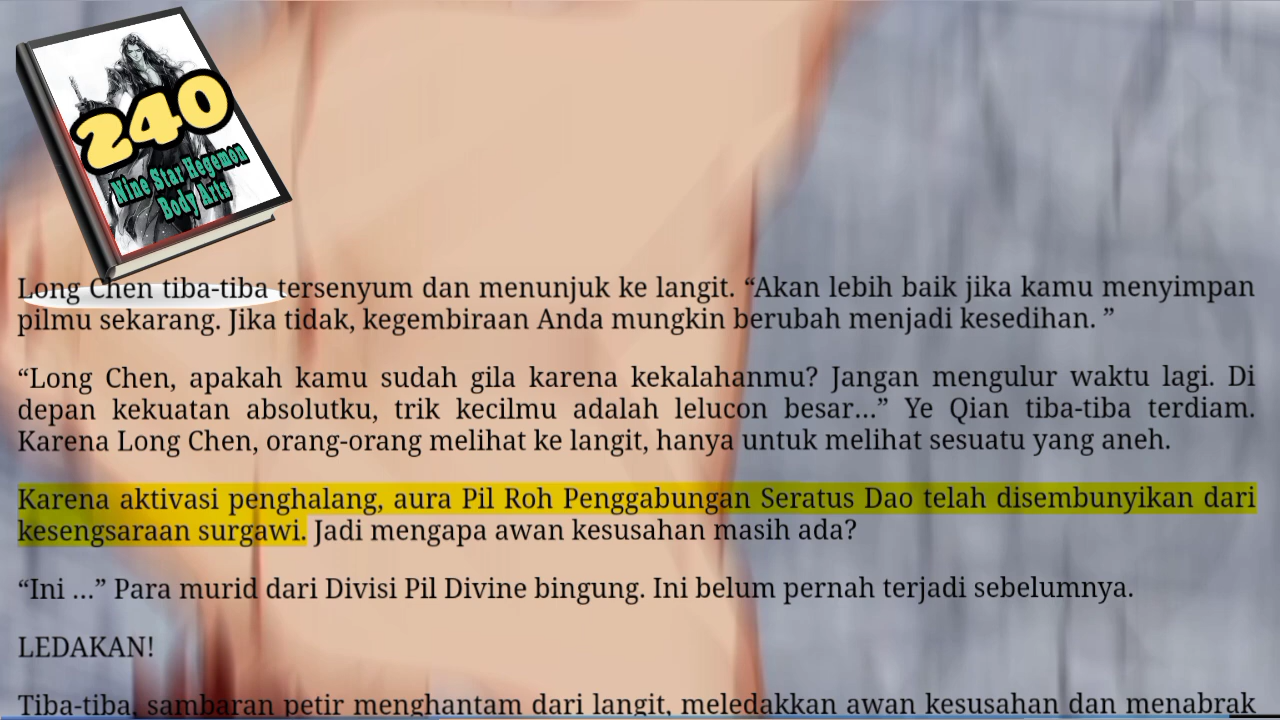 240
Nine Star Hegemon
Body Arts
Long Chen tiba-tiba tersenyum dan menunjuk ke langit. “Akan lebih baik jika kamu menyimpan
pilmu sekarang. Jika tidak, kegembiraan Anda mungkin berubah menjadi kesedihan. ”
“Long Chen, apakah kamu sudah gila karena kekalahanmu? Jangan mengulur waktu lagi. Di
depan kekuatan absolutku, trik kecilmu adalah lelucon besar…” Ye Qian tiba-tiba terdiam.
Karena Long Chen, orang-orang melihat ke langit, hanya untuk melihat sesuatu yang aneh.
Karena aktivasi penghalang, aura Pil Roh Penggabungan Seratus Dao telah disembunyikan dari
kesengsaraan surgawi. Jadi mengapa awan kesusahan masih ada?
“Ini …” Para murid dari Divisi Pil Divine bingung. Ini belum pernah terjadi sebelumnya.
LEDAKAN!
Tiba-tiba, sambaran petir menghantam dari langit, meledakkan awan kesusahan dan menabrak